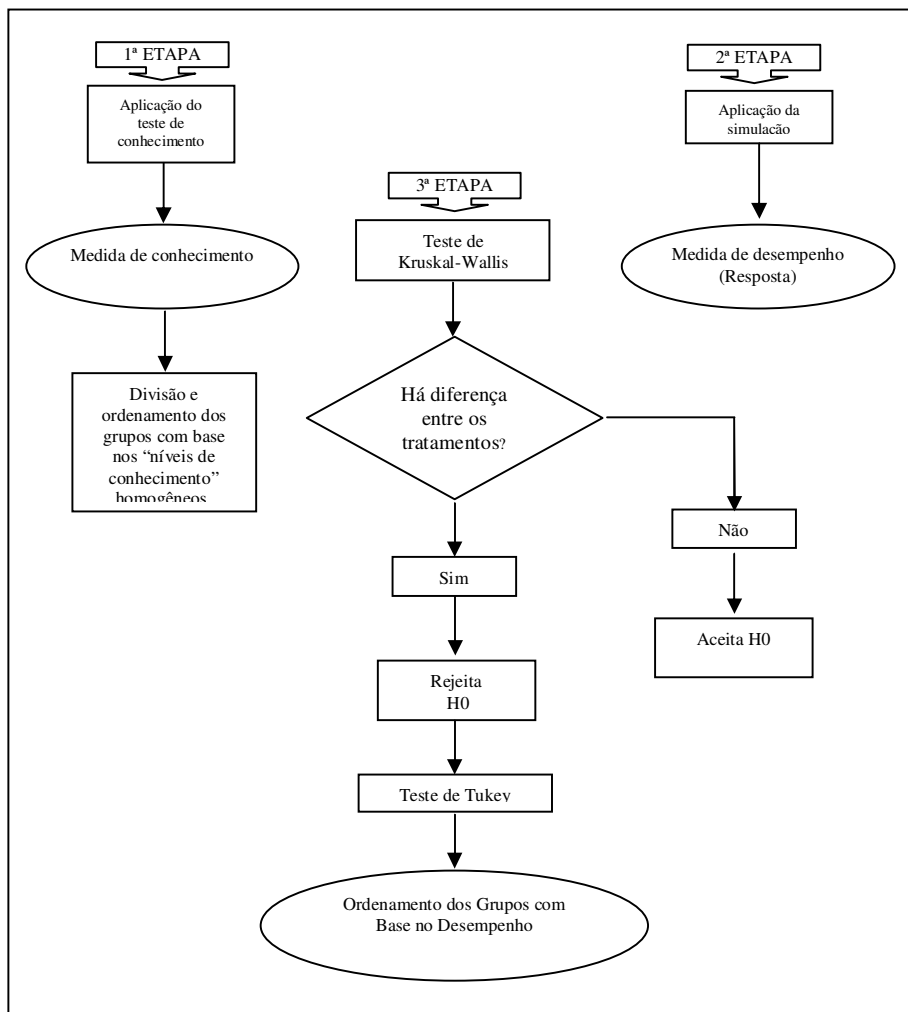 1ª ETAPA
Aplicação do
teste de
conhecimento
Medida de conhecimento
Divisão e
ordenamento dos
grupos com base
nos “níveis de
conhecimento”
homogêneos
2ª ETAPA
Aplicação da
simulacão
Medida de desempenho
(Resposta)
3ª ETAPA
Teste de
Kruskal-Wallis
Há diferença
entre os
tratamentos?
Não
Aceita H0
Sim
Rejeita
H0
Teste de Tukey
Ordenamento dos Grupos com
Base no Desempenho